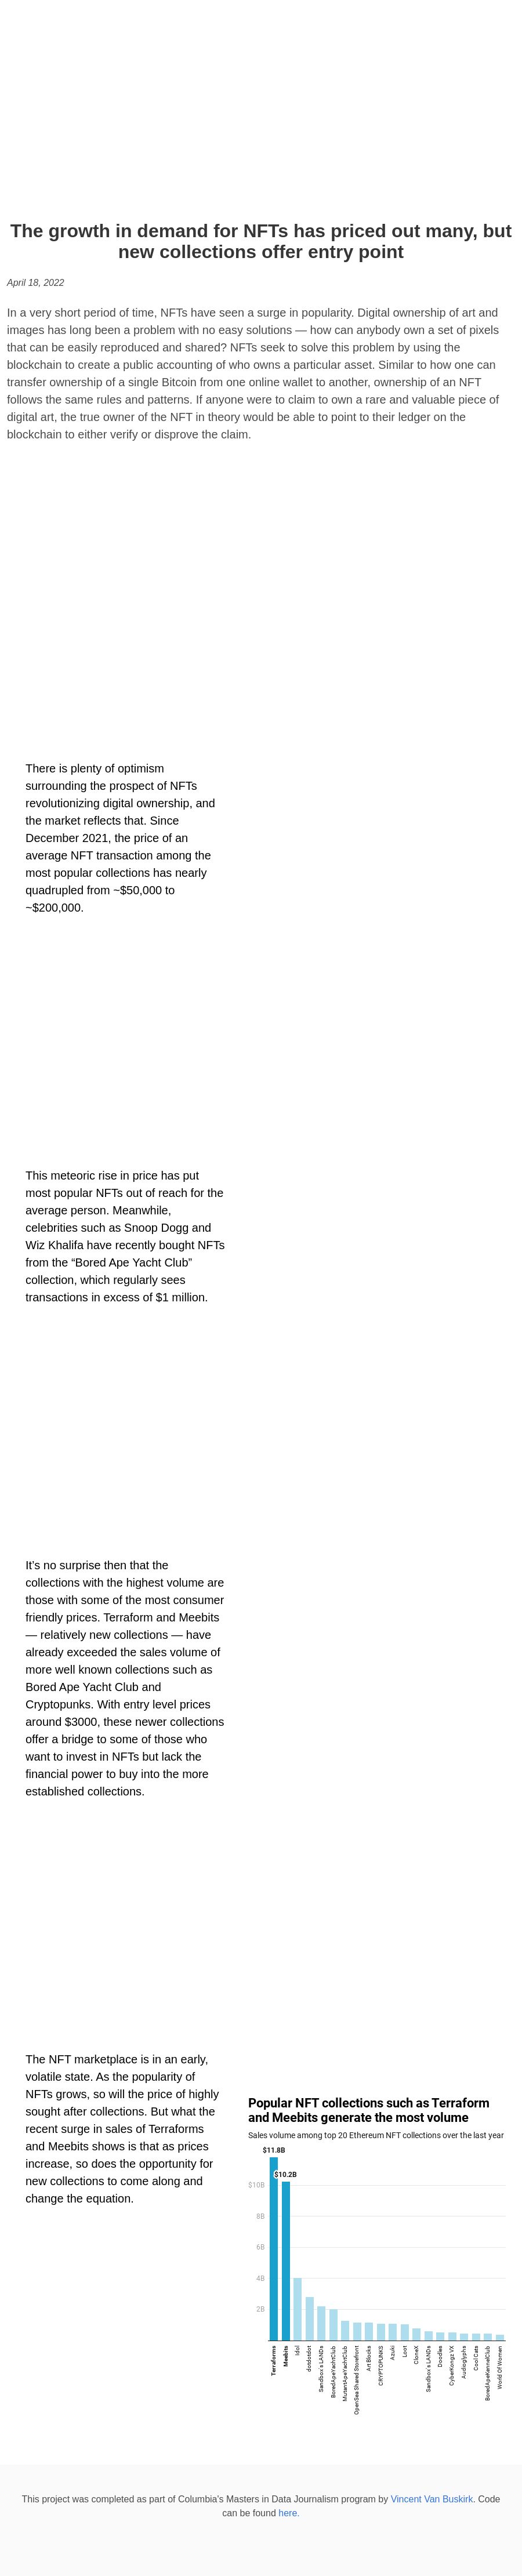 The growth in demand for NFTs has priced out many, but
new collections offer entry point
April 18, 2022
In a very short period of time, NFTs have seen a surge in popularity. Digital ownership of art and
images has long been a problem with no easy solutions — how can anybody own a set of pixels
that can be easily reproduced and shared? NFTs seek to solve this problem by using the
blockchain to create a public accounting of who owns a particular asset. Similar to how one can
transfer ownership of a single Bitcoin from one online wallet to another, ownership of an NFT
follows the same rules and patterns. If anyone were to claim to own a rare and valuable piece of
digital art, the true owner of the NFT in theory would be able to point to their ledger on the
blockchain to either verify or disprove the claim.
There is plenty of optimism
surrounding the prospect of NFTs
revolutionizing digital ownership, and
the market reflects that. Since
December 2021, the price of an
average NFT transaction among the
most popular collections has nearly
quadrupled from ~$50,000 to
~$200,000.
This meteoric rise in price has put
most popular NFTs out of reach for the
average person. Meanwhile,
celebrities such as Snoop Dogg and
Wiz Khalifa have recently bought NFTs
from the “Bored Ape Yacht Club”
collection, which regularly sees
transactions in excess of $1 million.
It’s no surprise then that the
collections with the highest volume are
those with some of the most consumer
friendly prices. Terraform and Meebits
— relatively new collections — have
already exceeded the sales volume of
more well known collections such as
Bored Ape Yacht Club and
Cryptopunks. With entry level prices
around $3000, these newer collections
offer a bridge to some of those who
want to invest in NFTs but lack the
financial power to buy into the more
established collections.
The NFT marketplace is in an early,
volatile state. As the popularity of
NFTs grows, so will the price of highly
sought after collections. But what the
recent surge in sales of Terraforms
and Meebits shows is that as prices
increase, so does the opportunity for
new collections to come along and
change the equation.
Popular NFT collections such as Terraform
and Meebits generate the most volume
Sales volume among top 20 Ethereum NFT collections over the last year
$11.8B
$10.2B
$10B
8B
6B
4B
2B
Terraforms
Meebits
Idol
dotdotdot
Sandbox's LANDs
BoredApeYachtClub
MutantApeYachtClub
OpenSea Shared Storefront
Art Blocks
CRYPTOPUNKS
Azuki
Loot
CloneX
Sandbox's LANDs
Doodles
CyberKongz VX
Audioglyphs
Cool Cats
BoredApeKennelClub
World Of Women
This project was completed as part of Columbia's Masters in Data Journalism program by Vincent Van Buskirk. Code
can be found here.